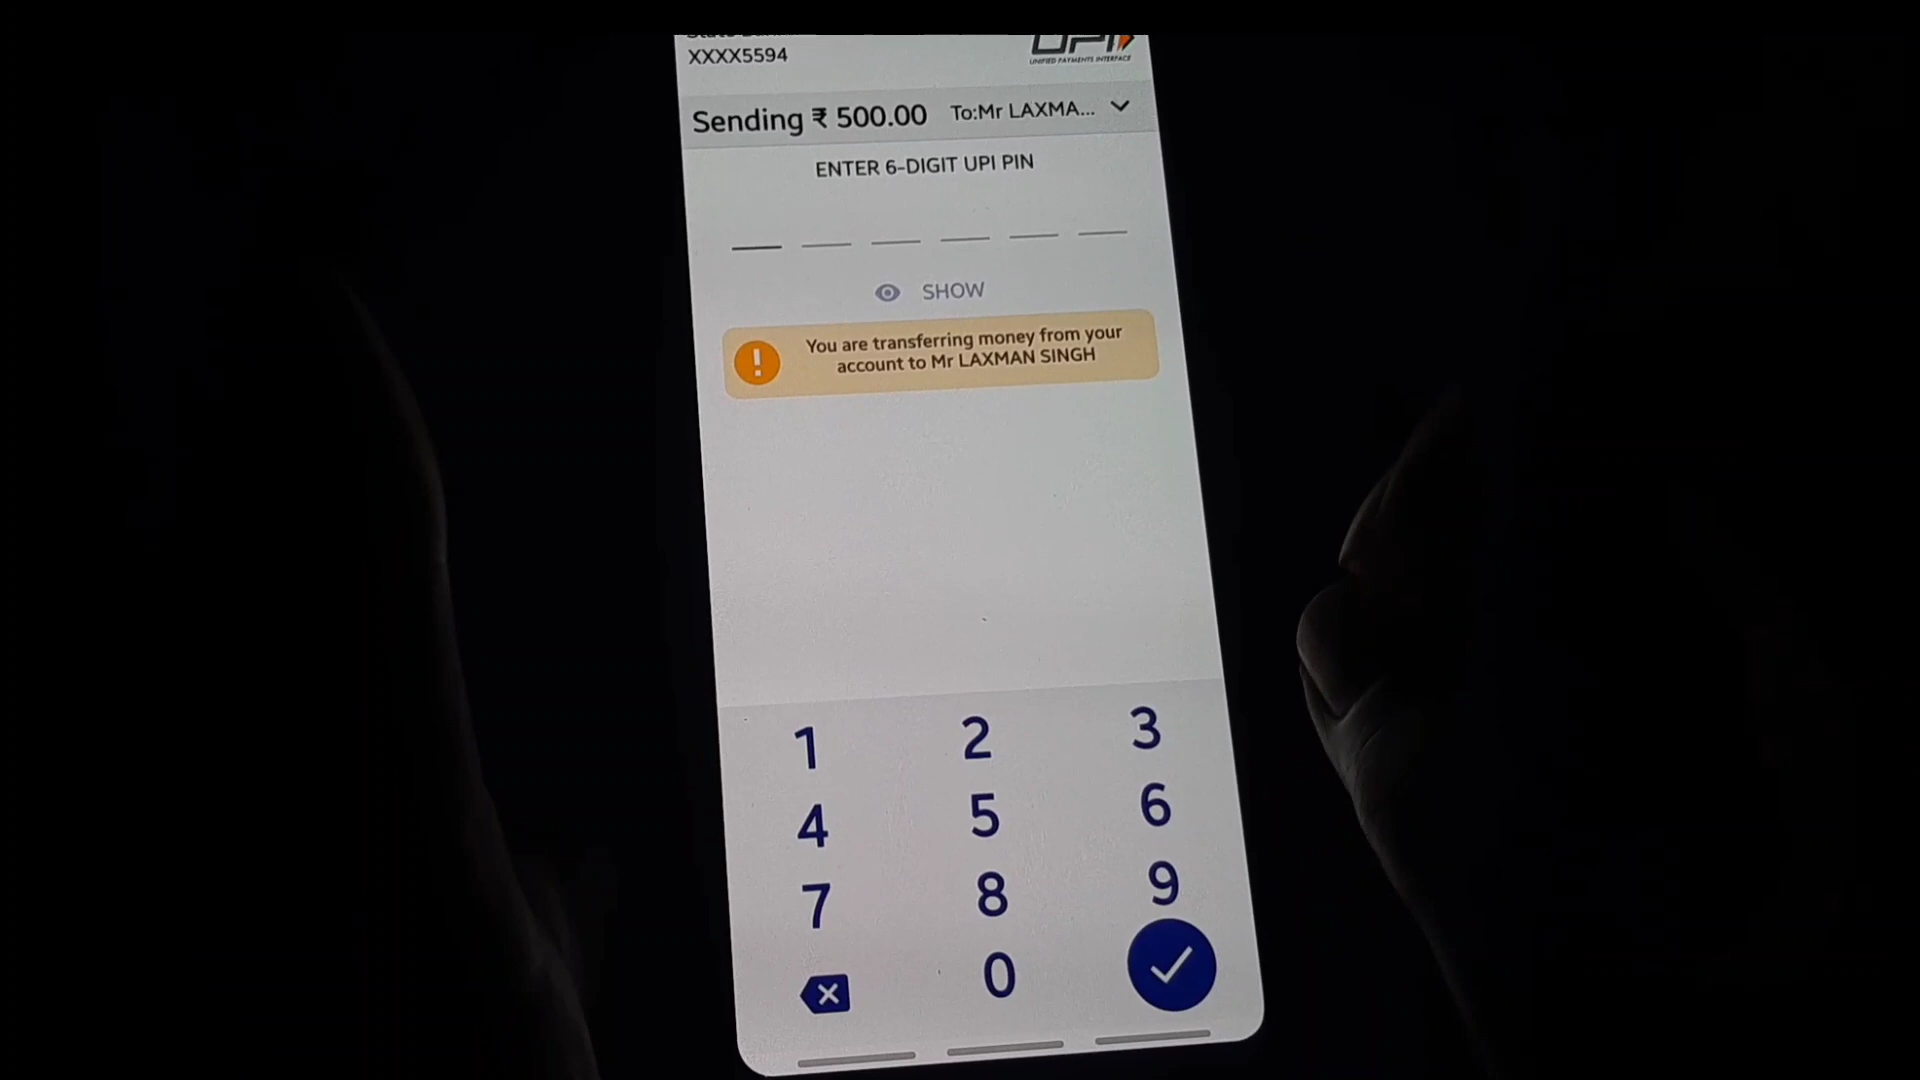 XXXX5594
UPI
UNIFIED PAYMENTS INTERFACE
Sending ₹ 500.00 To:Mr LAXMA...
ENTER 6-DIGIT UPI PIN
SHOW
You are transferring money from your
account to Mr LAXMAN SINGH
1 2 3
4 5 6
7 8 9
0